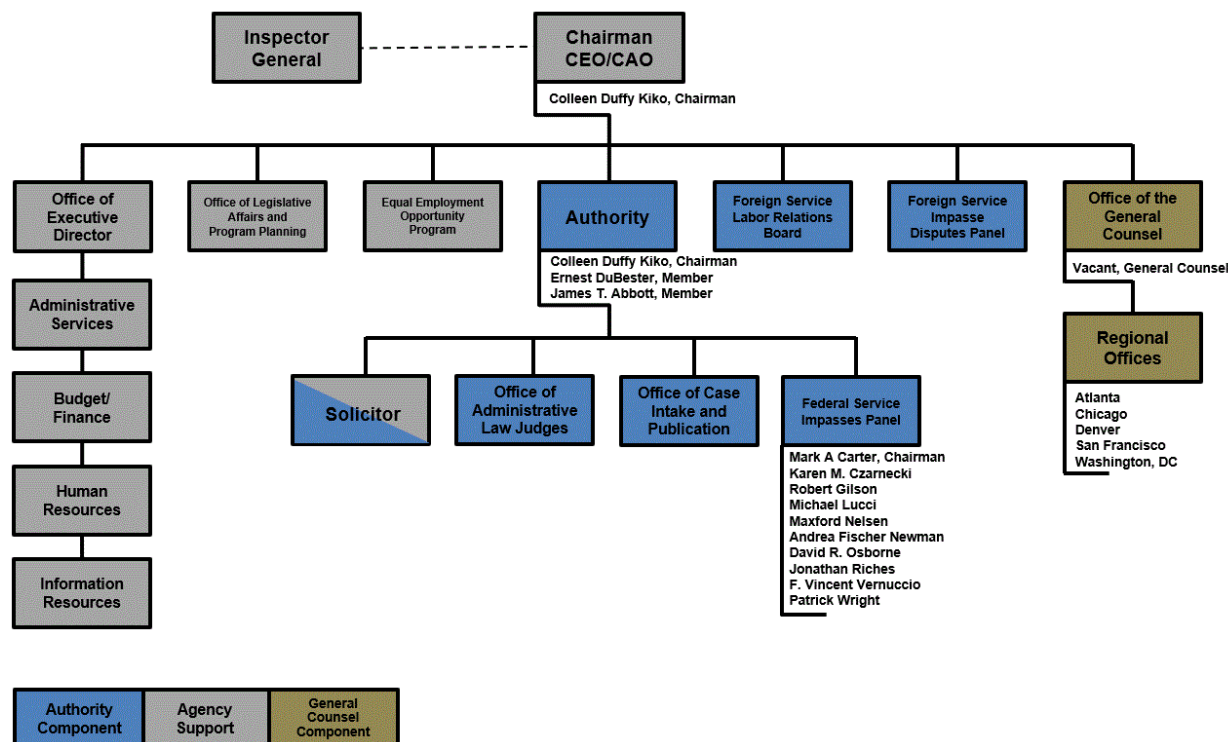 Inspector
General
Chairman
CEO/CAO
Colleen Duffy Kiko, Chairman
Office of
Executive
Director
Office of Legislative
Affairs and
Program Planning
Equal Employment
Opportunity
Program
Authority
Foreign Service
Labor Relations
Board
Foreign Service
Impasse
Disputes Panel
Office of the
General
Counsel
Colleen Duffy Kiko, Chairman
Ernest DuBester, Member
James T. Abbott, Member
Vacant, General Counsel
Administrative
Services
Budget/
Finance
Human
Resources
Information
Resources
Solicitor
Office of
Administrative
Law Judges
Office of Case
Intake and
Publication
Federal Service
Impasses Panel
Mark A Carter, Chairman
Karen M. Czarnecki
Robert Gilson
Michael Lucci
Maxford Nelsen
Andrea Fischer Newman
David R. Osborne
Jonathan Riches
F. Vincent Vernuccio
Patrick Wright
Regional
Offices
Atlanta
Chicago
Denver
San Francisco
Washington, DC
Authority
Component
Agency
Support
General
Counsel
Component